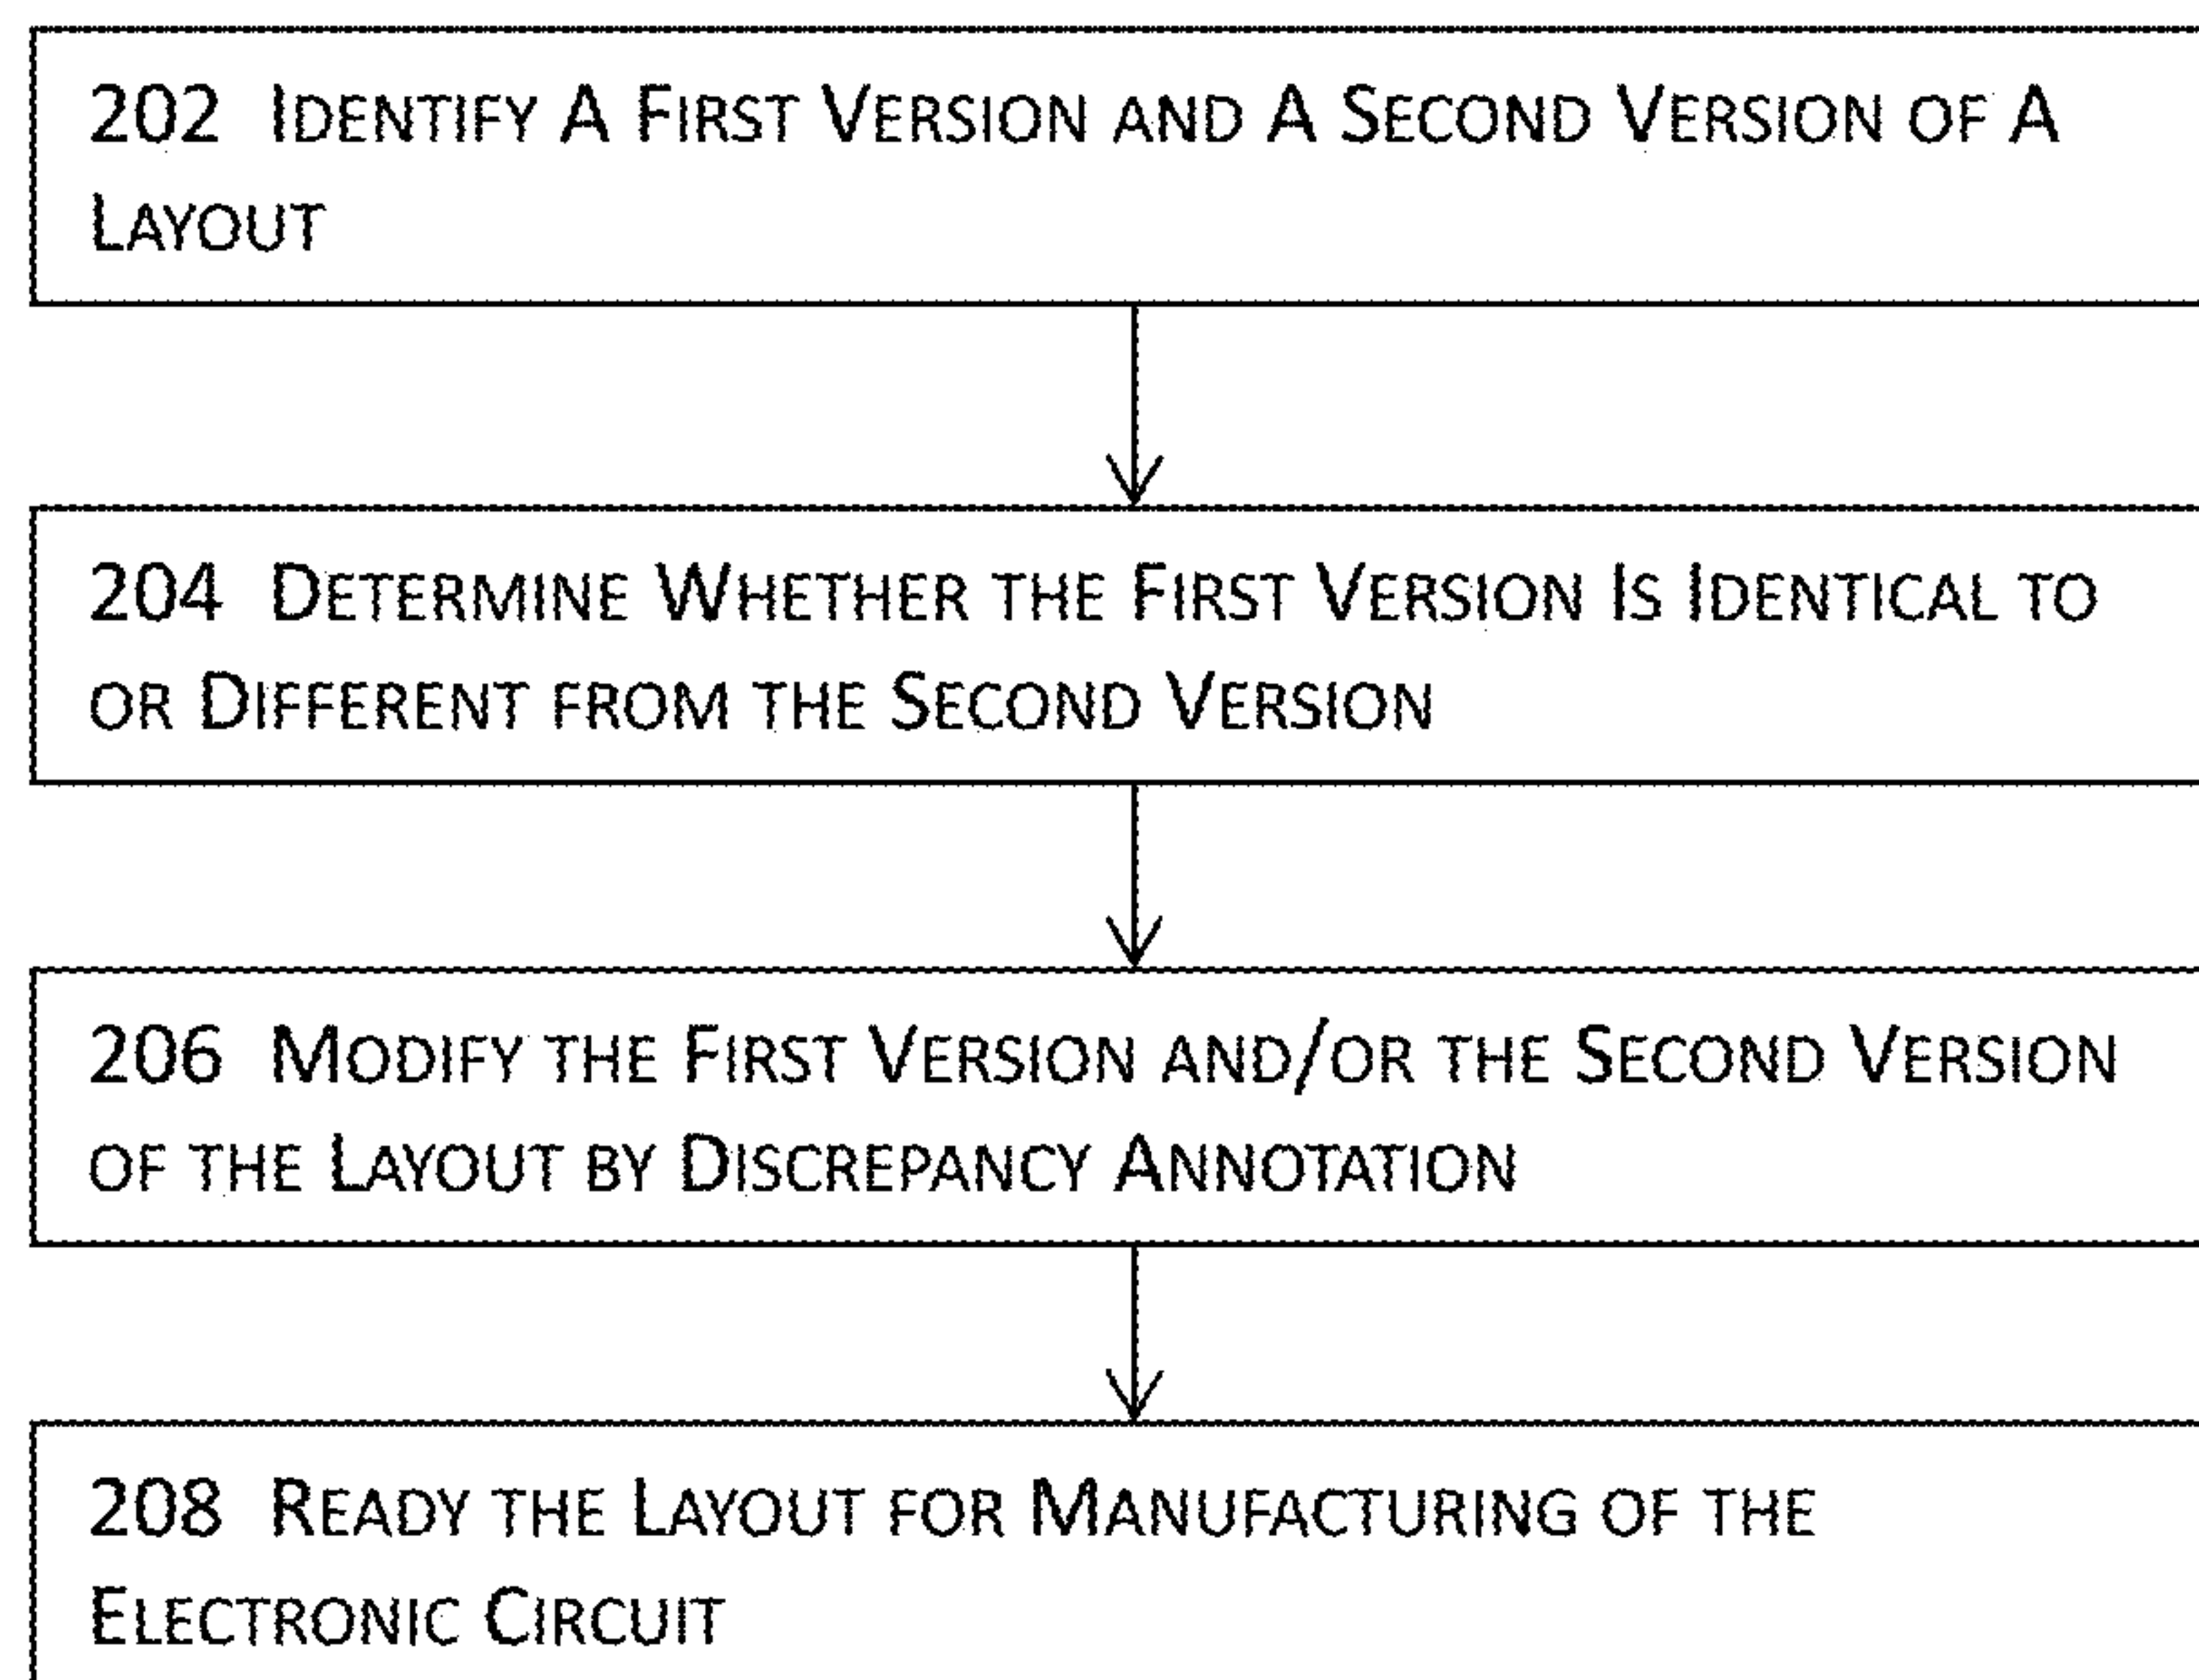 202 IDENTIFY A FIRST VERSION AND A SECOND VERSION OF A
LAYOUT
204 DETERMINE WHETHER THE FIRST VERSION IS IDENTICAL TO
OR DIFFERENT FROM THE SECOND VERSION
206 MODIFY THE FIRST VERSION AND/OR THE SECOND VERSION
OF THE LAYOUT BY DISCREPANCY ANNOTATION
208 READY THE LAYOUT FOR MANUFACTURING OF THE
ELECTRONIC CIRCUIT